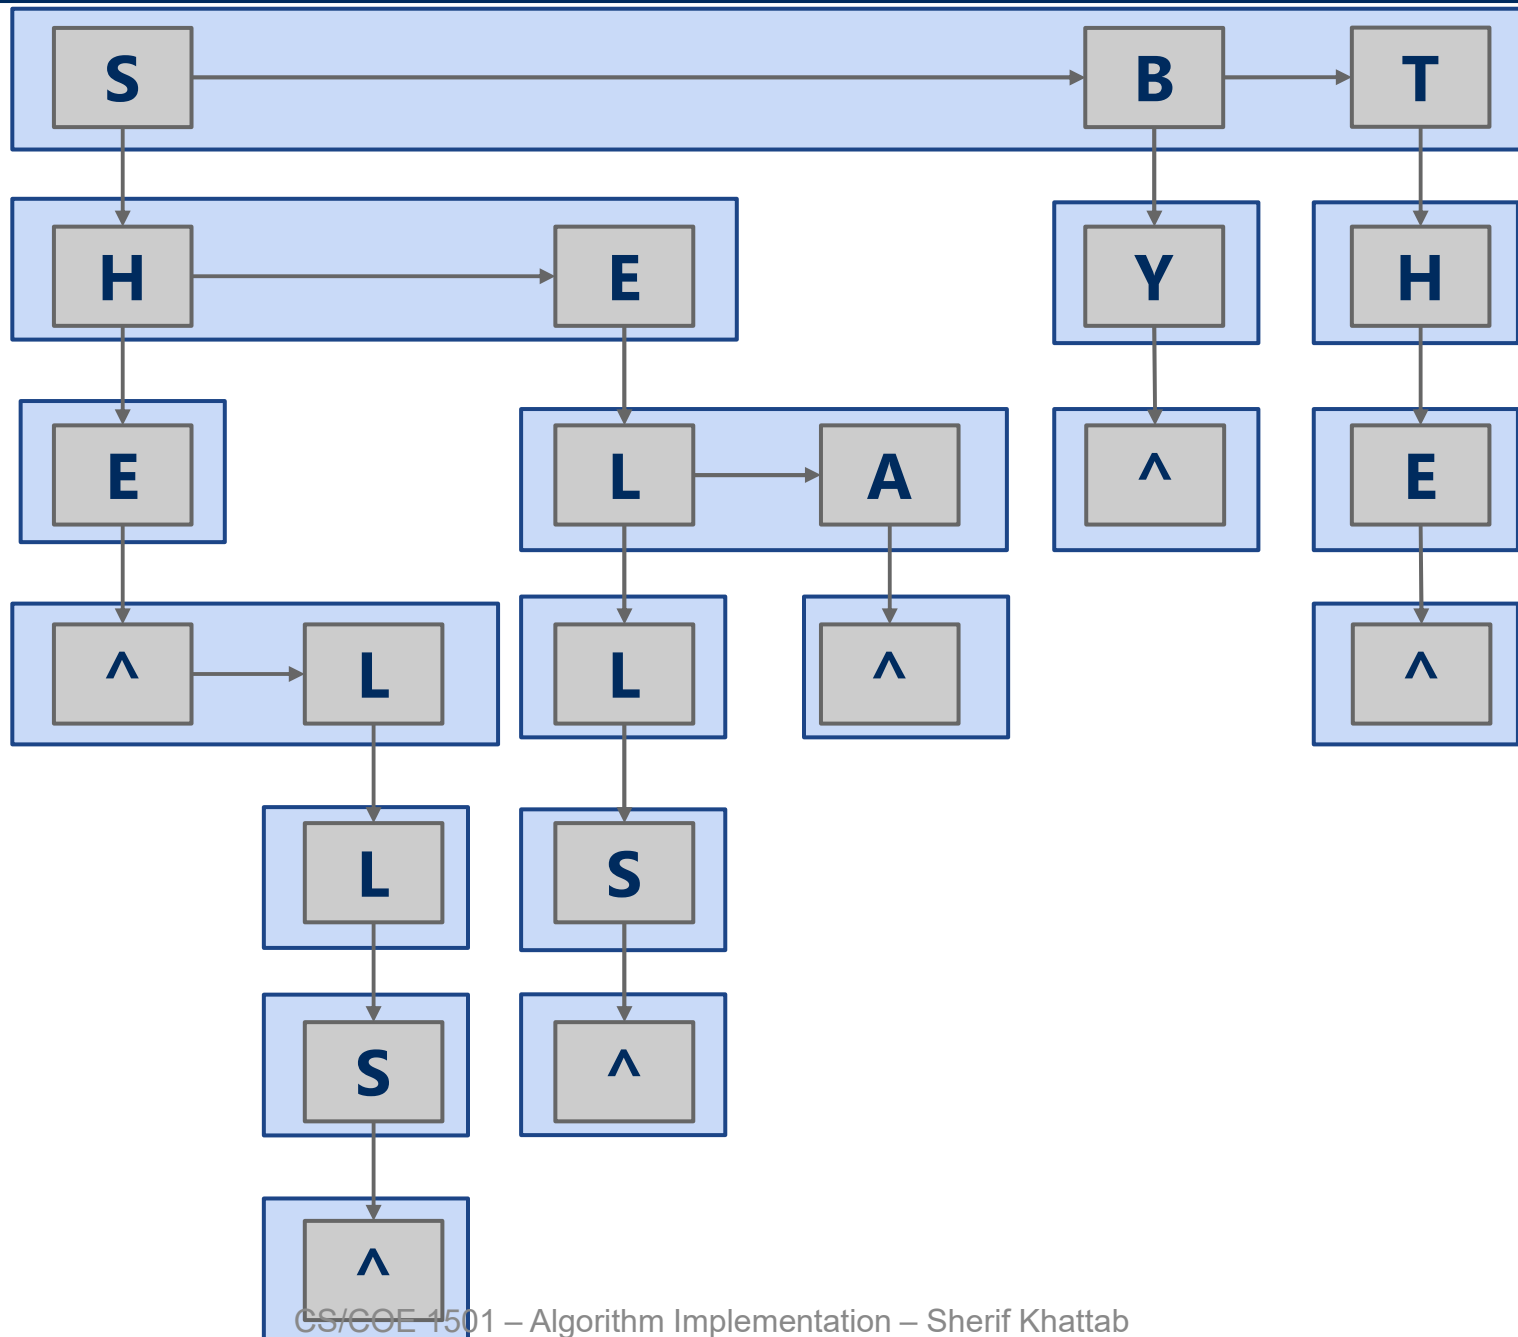 S B T
H E Y H
E L A ^ E
^ L L ^ ^
L S
S ^
^
CS/COE 1501 – Algorithm Implementation – Sherif Khattab